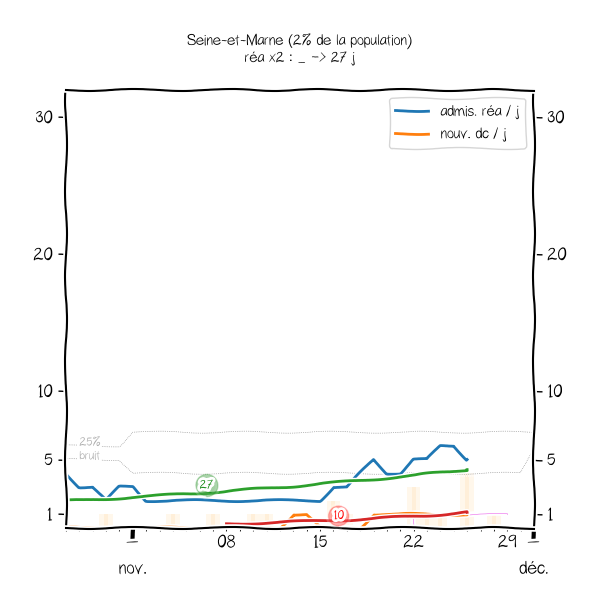 Seine-et-Marne (2% de la population)
réa x2 : _ -> 27 j
admis. réa / j
nouv. dc / j
30
30
20
20
10
10
25%
bruit
5
5
27
10
1
1
08
15
22
29
nov.
déc.